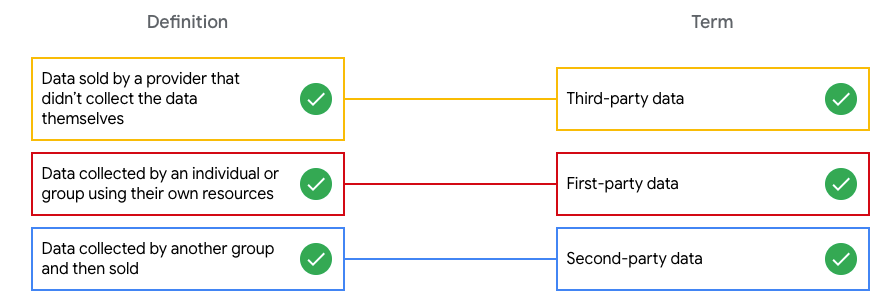 Definition
Term
Data sold by a provider that
didn’t collect the data
themselves
Third-party data
Data collected by an individual or
group using their own resources
First-party data
Data collected by another group
and then sold
Second-party data